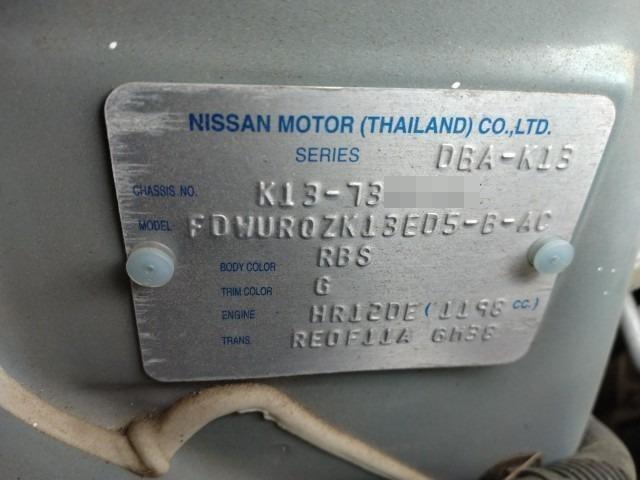 NISSAN MOTOR (THAILAND) CO.,LTD.
SERIES DBA-K13
CHASSIS NO. K13-73
MODEL FDWURQZK13ED5-B-AC
BODY COLOR RBS
TRIM COLOR G
ENGINE HR12DE (1198 CC.)
TRANS. RE0F11A GH38